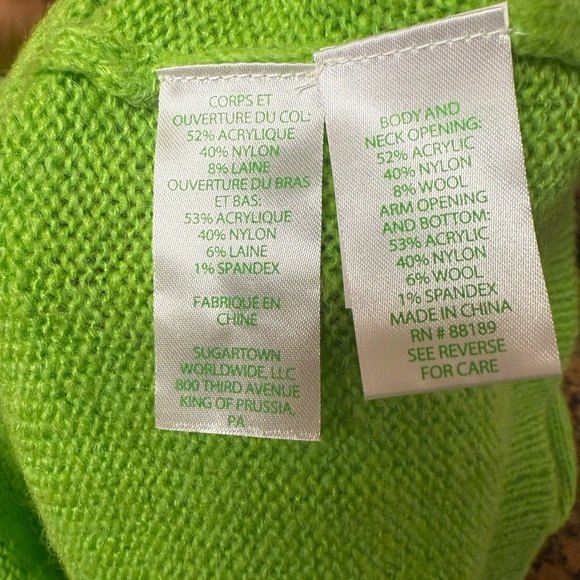 CORPS ET
OUVERTURE DU COL:
52% ACRYLIQUE
40% NYLON
8% LAINE
OUVERTURE DU BRAS
ET BAS:
53% ACRYLIQUE
40% NYLON
6% LAINE
1% SPANDEX
FABRIQUÉ EN
CHINE
SUGARTOWN
WORLDWIDE, LLC.
800 THIRD AVENUE
KING OF PRUSSIA,
PA
BODY AND
NECK OPENING:
52% ACRYLIC
40% NYLON
8% WOOL
ARM OPENING
AND BOTTOM:
53% ACRYLIC
40% NYLON
6% WOOL
1% SPANDEX
MADE IN CHINA
RN # 88189
SEE REVERSE
FOR CARE